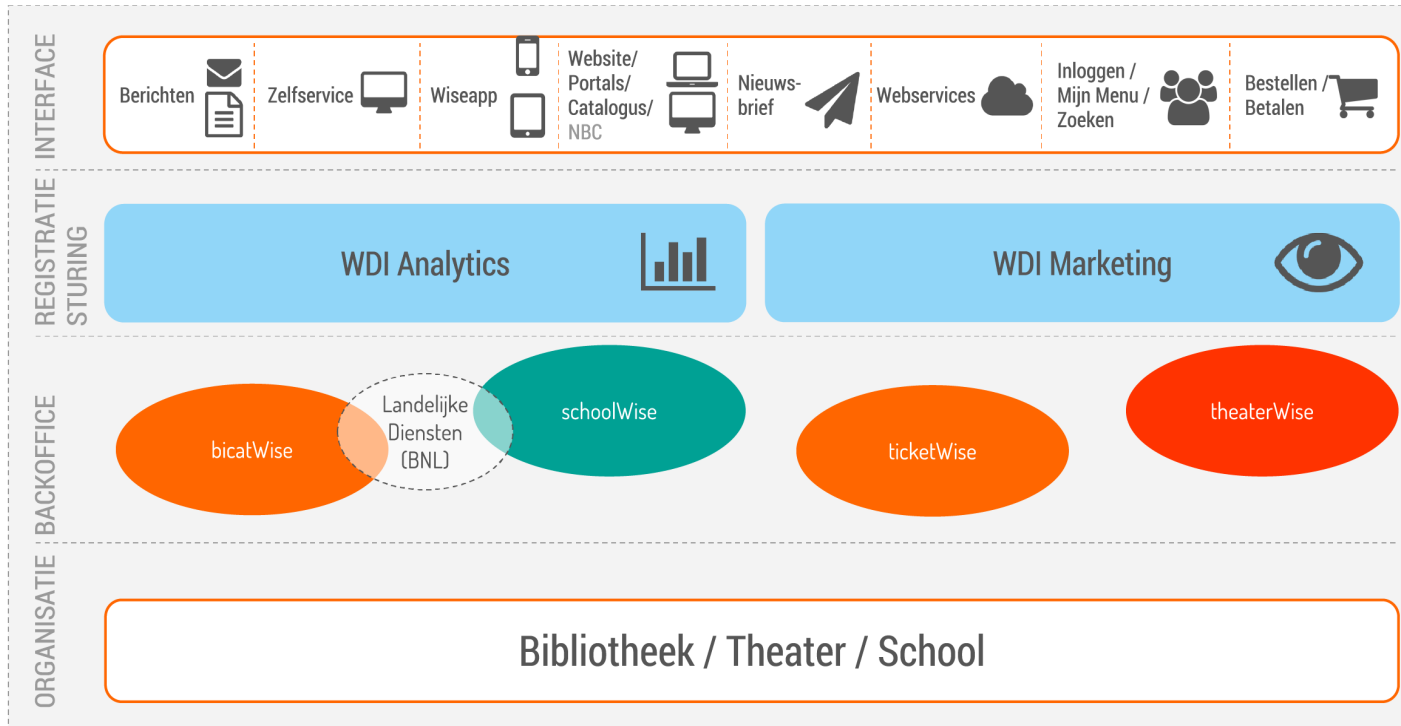 INTERFACE
Berichten
Zelfservice
Wiseapp
Website/
Portals/
Catalogus/
NBC
Nieuws-
brief
Webservices
Inloggen /
Mijn Menu /
Zoeken
Bestellen /
Betalen
REGISTRATIE
STURING
WDI Analytics
WDI Marketing
BACKOFFICE
bicatWise
Landelijke
Diensten
(BNL)
schoolWise
ticketWise
theaterWise
ORGANISATIE
Bibliotheek / Theater / School